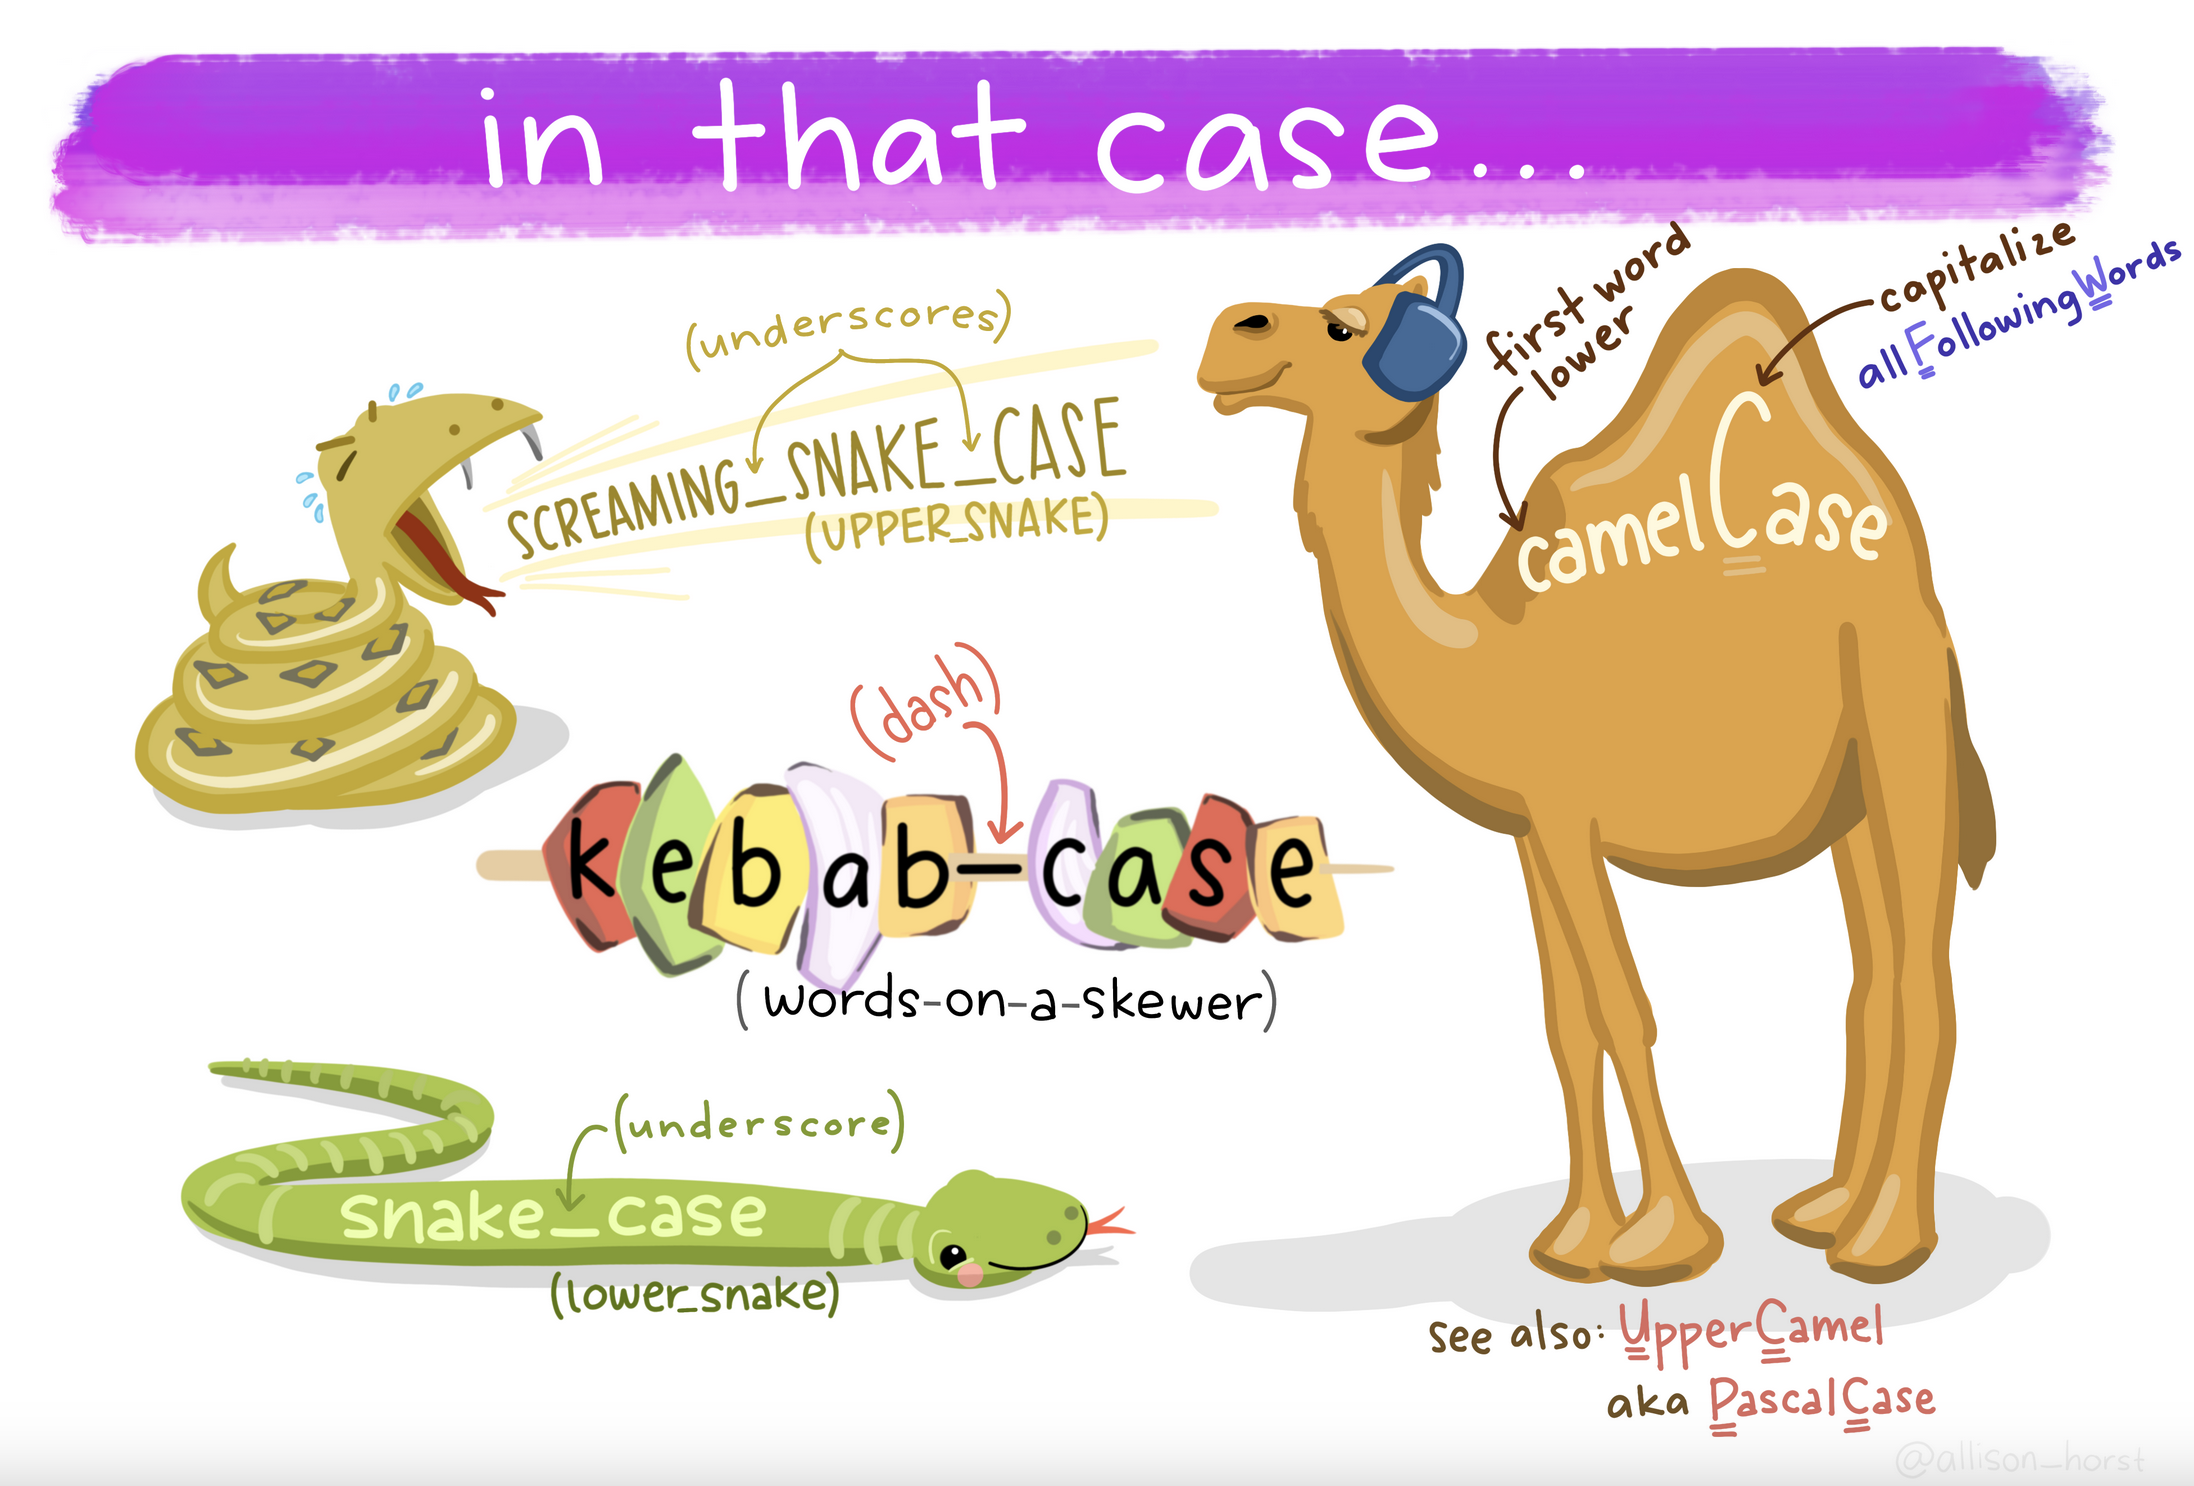 in that case...
(underscores)
SCREAMING_SNAKE_CASE
(UPPER_SNAKE)
first word
lower
capitalize
allFollowingWords
camelCase
(dash)
kebab-case
(words-on-a-skewer)
(underscore)
snake_case
(lower_snake)
see also: UpperCamel
aka PascalCase
@allison_horst